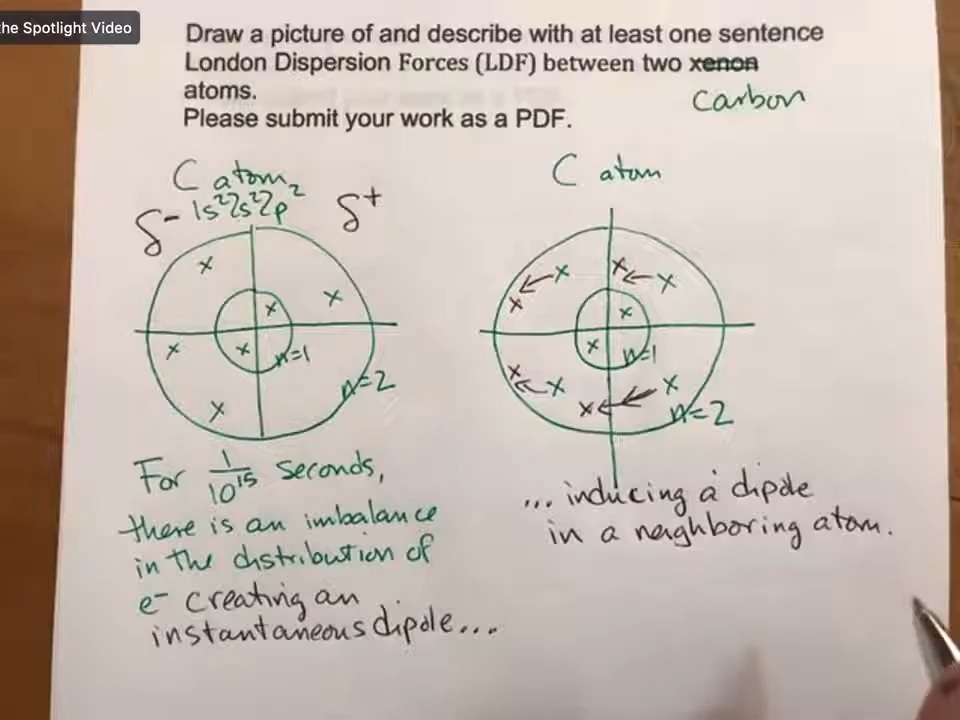 the Spotlight Video
Draw a picture of and describe with at least one sentence
London Dispersion Forces (LDF) between two xenon
atoms.
Carbon
Please submit your work as a PDF.
C atom
1s²2s²2p²
δ- δ+
x
x
x
x
x
x
n=1
n=2
For 1/10¹⁵ seconds,
there is an imbalance
in the distribution of
e- creating an
instantaneous dipole...
C atom
x x x
x x
x
x n=1
x x x
x
n=2
... inducing a dipole
in a neighboring atom.